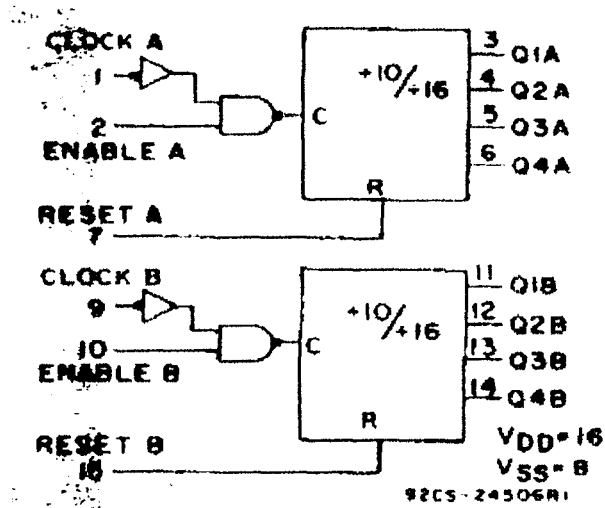 CLOCK A
1
2
ENABLE A
RESET A
7
÷10/÷16
C
R
3 Q1A
4 Q2A
5 Q3A
6 Q4A
CLOCK B
9
10
ENABLE B
RESET B
15
÷10/÷16
C
R
11 Q1B
12 Q2B
13 Q3B
14 Q4B
VDD=16
VSS=8
92CS-24506R1